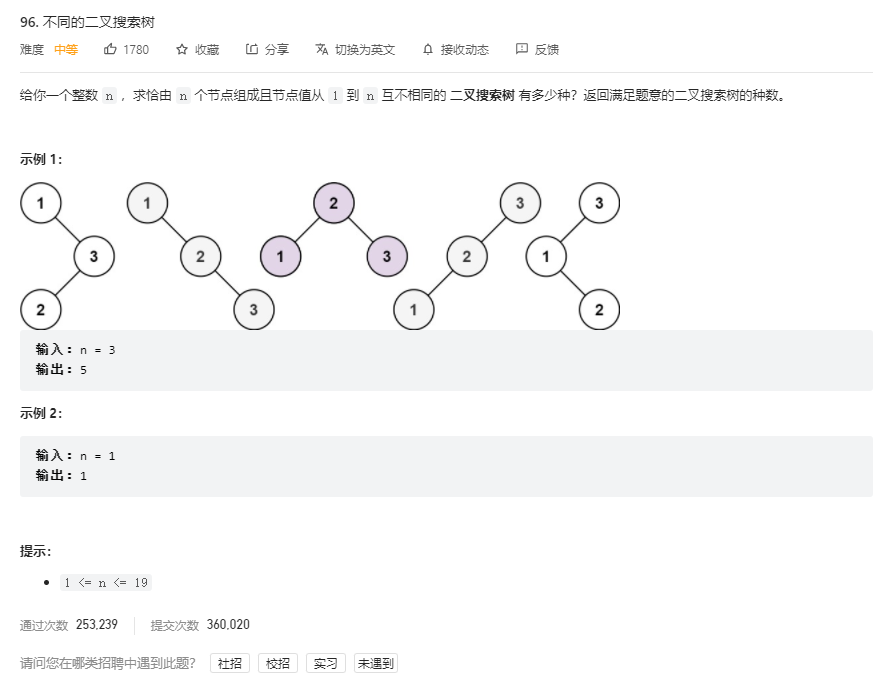 96. 不同的二叉搜索树
难度 中等 1780 收藏 分享 切换为英文 接收动态 反馈
给你一个整数 n ，求恰由 n 个节点组成且节点值从 1 到 n 互不相同的 二叉搜索树 有多少种？返回满足题意的二叉搜索树的种数。
示例 1：
1 1 2 3 3
3 2 1 3 2 1
2 3 1 2
输入：n = 3
输出：5
示例 2：
输入：n = 1
输出：1
提示：
1 <= n <= 19
通过次数 253,239 提交次数 360,020
请问您在哪类招聘中遇到此题？ 社招 校招 实习 未遇到